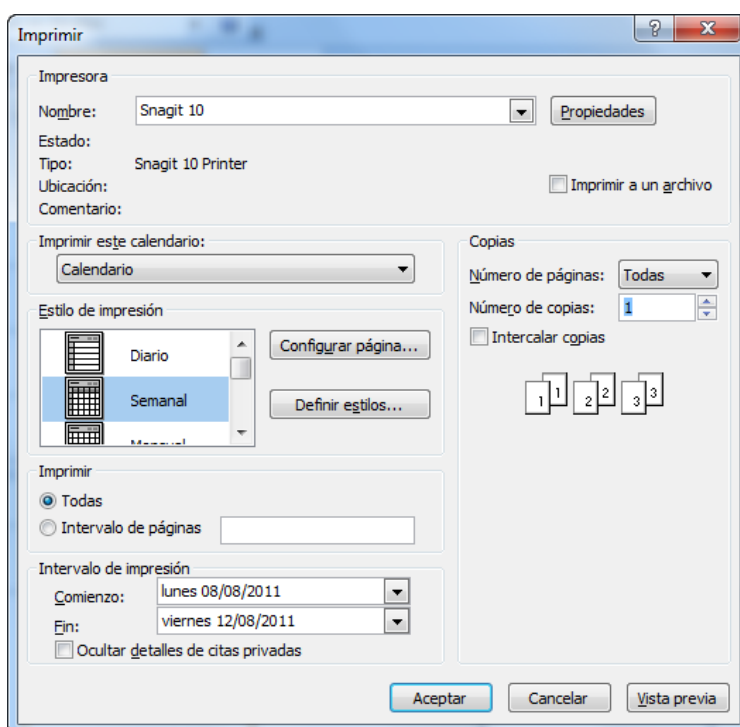 Imprimir
Impresora
Nombre: Snagit 10 Propiedades
Estado:
Tipo: Snagit 10 Printer
Ubicación: Imprimir a un archivo
Comentario:
Imprimir este calendario:
Calendario
Estilo de impresión
Diario
Semanal
Mensual
Configurar página...
Definir estilos...
Imprimir
Todas
Intervalo de páginas
Intervalo de impresión
Comienzo: lunes 08/08/2011
Fin: viernes 12/08/2011
Ocultar detalles de citas privadas
Copias
Número de páginas: Todas
Número de copias: 1
Intercalar copias
1 1 2 2 3 3
Aceptar Cancelar Vista previa